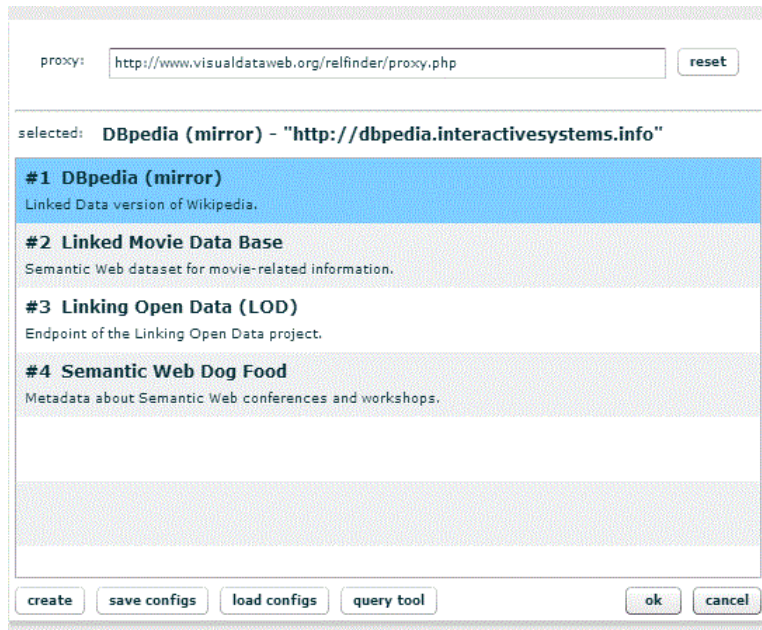 proxy: http://www.visualdataweb.org/relfinder/proxy.php reset
selected: DBpedia (mirror) - "http://dbpedia.interactivesystems.info"
#1 DBpedia (mirror)
Linked Data version of Wikipedia.
#2 Linked Movie Data Base
Semantic Web dataset for movie-related information.
#3 Linking Open Data (LOD)
Endpoint of the Linking Open Data project.
#4 Semantic Web Dog Food
Metadata about Semantic Web conferences and workshops.
create save configs load configs query tool ok cancel